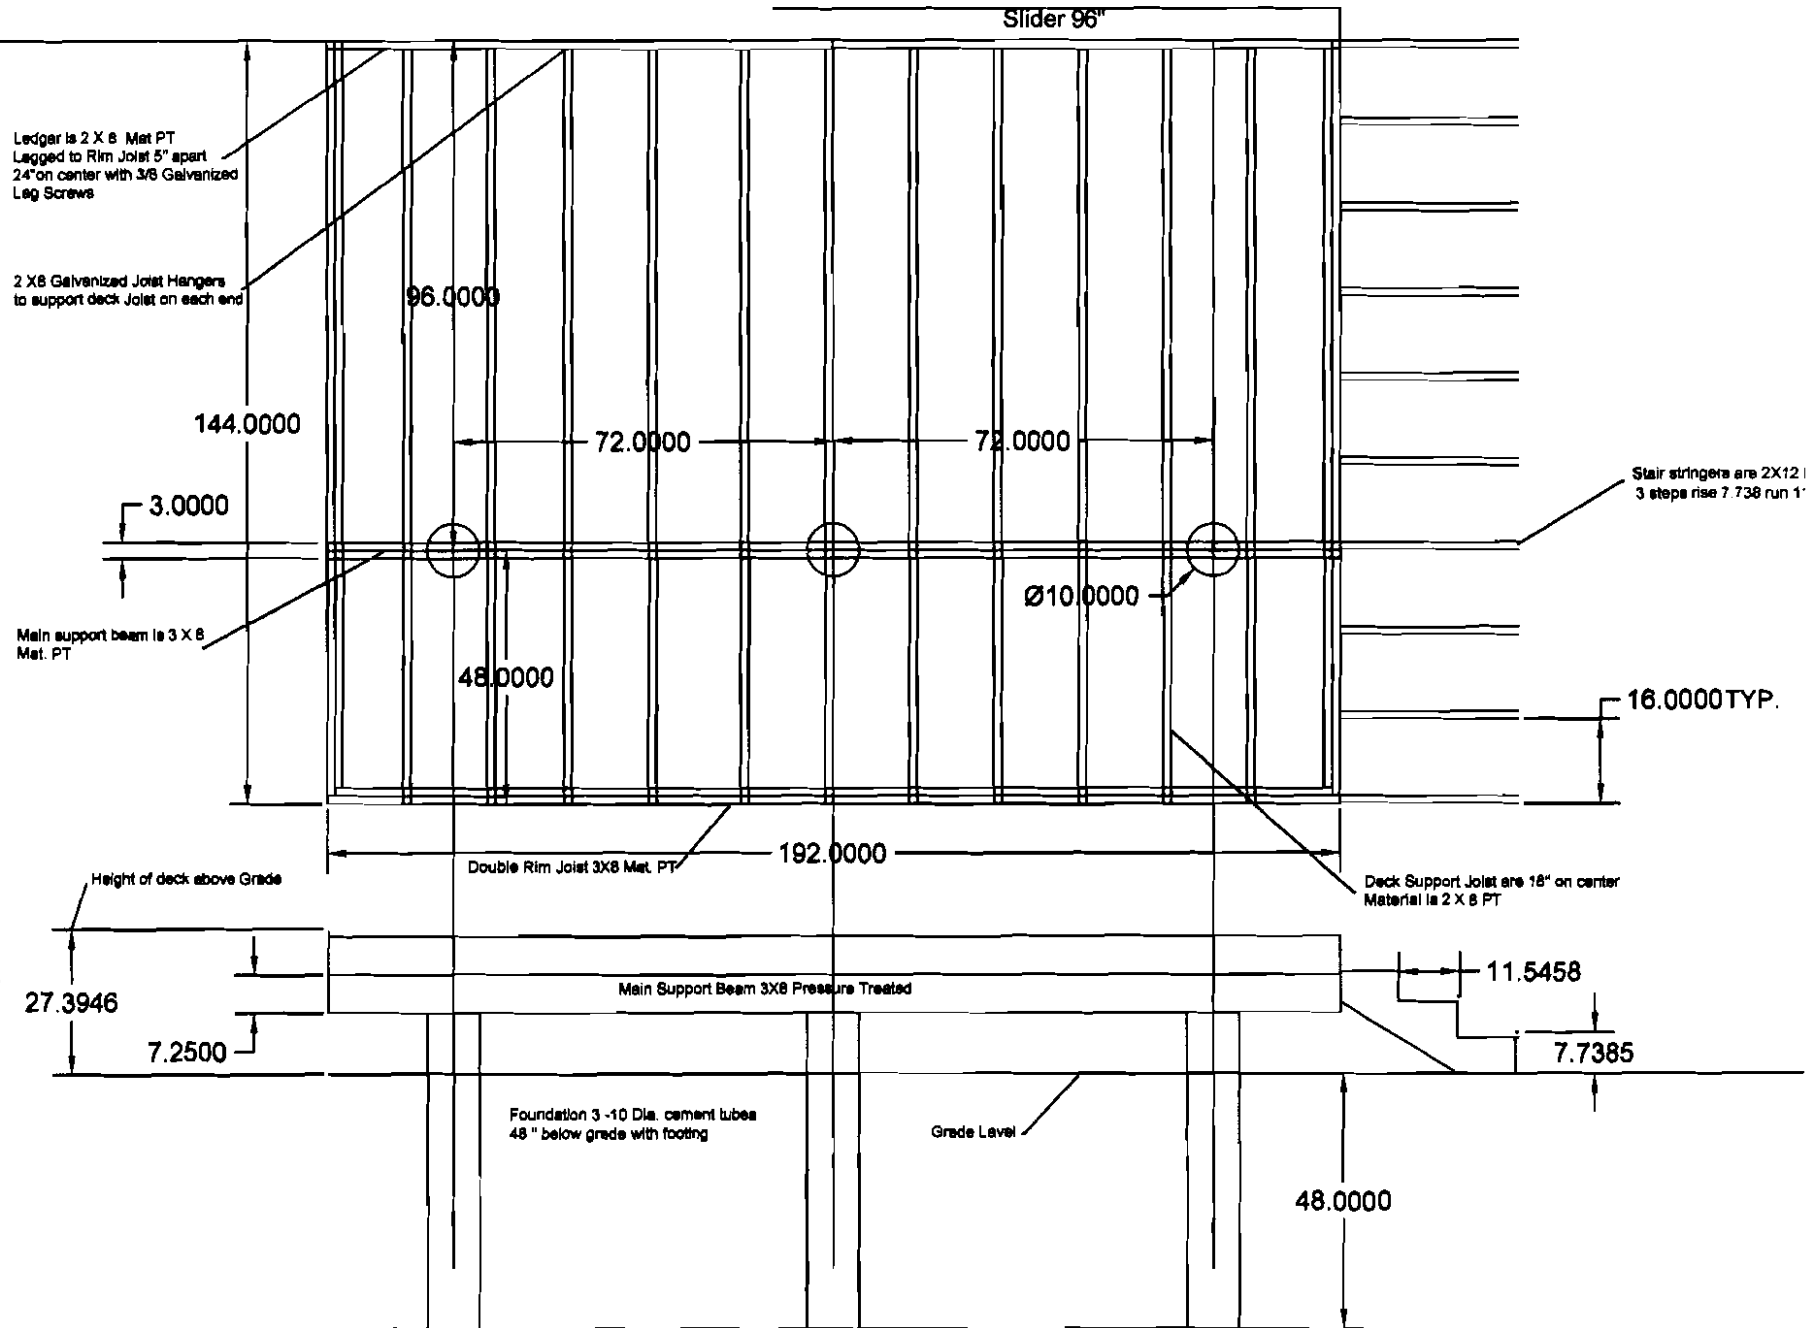 Slider 96"
Ledger is 2 X 8 Mat PT
Lagged to Rim Joist 5" apart
24"on center with 3/8 Galvanized
Lag Screws
2 X8 Galvanized Joist Hangers
to support deck Joist on each end
96.0000
144.0000
72.0000
72.0000
3.0000
Stair stringers are 2X12
3 steps rise 7.738 run 11
Ø10.0000
Main support beam is 3 X 8
Mat. PT
48.0000
16.0000TYP.
192.0000
Double Rim Joist 3X8 Mat. PT
Height of deck above Grade
Deck Support Joist are 16" on center
Material is 2 X 8 PT
27.3946
Main Support Beam 3X8 Pressure Treated
11.5458
7.2500
7.7385
Foundation 3 -10 Dia. cement tubes
48 " below grade with footing
Grade Level
48.0000